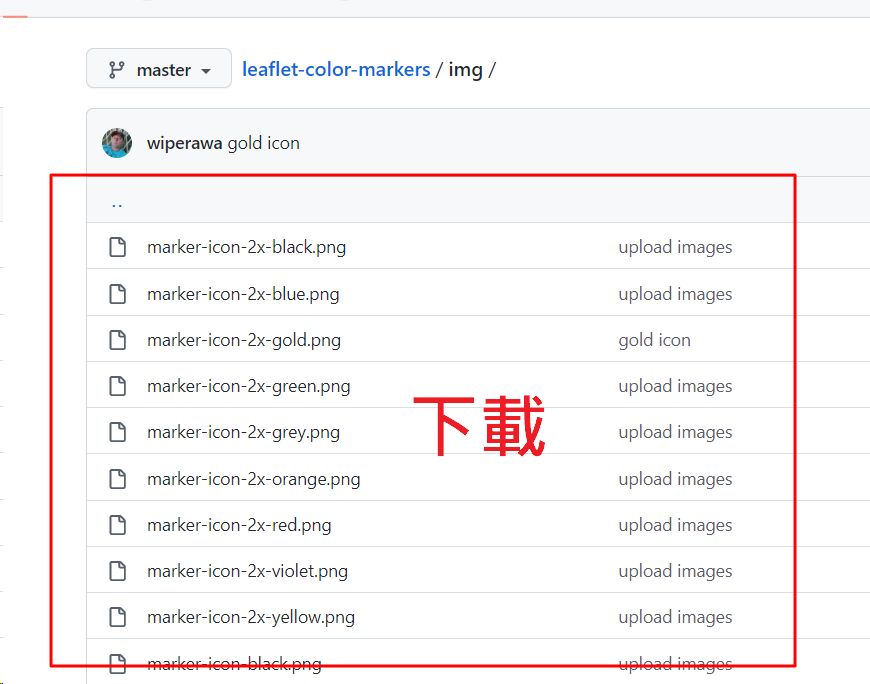 master
leaflet-color-markers / img /
wiperawa gold icon
..
marker-icon-2x-black.png upload images
marker-icon-2x-blue.png upload images
marker-icon-2x-gold.png gold icon
marker-icon-2x-green.png upload images
下載
marker-icon-2x-grey.png upload images
marker-icon-2x-orange.png upload images
marker-icon-2x-red.png upload images
marker-icon-2x-violet.png upload images
marker-icon-2x-yellow.png upload images
marker-icon-black.png upload images